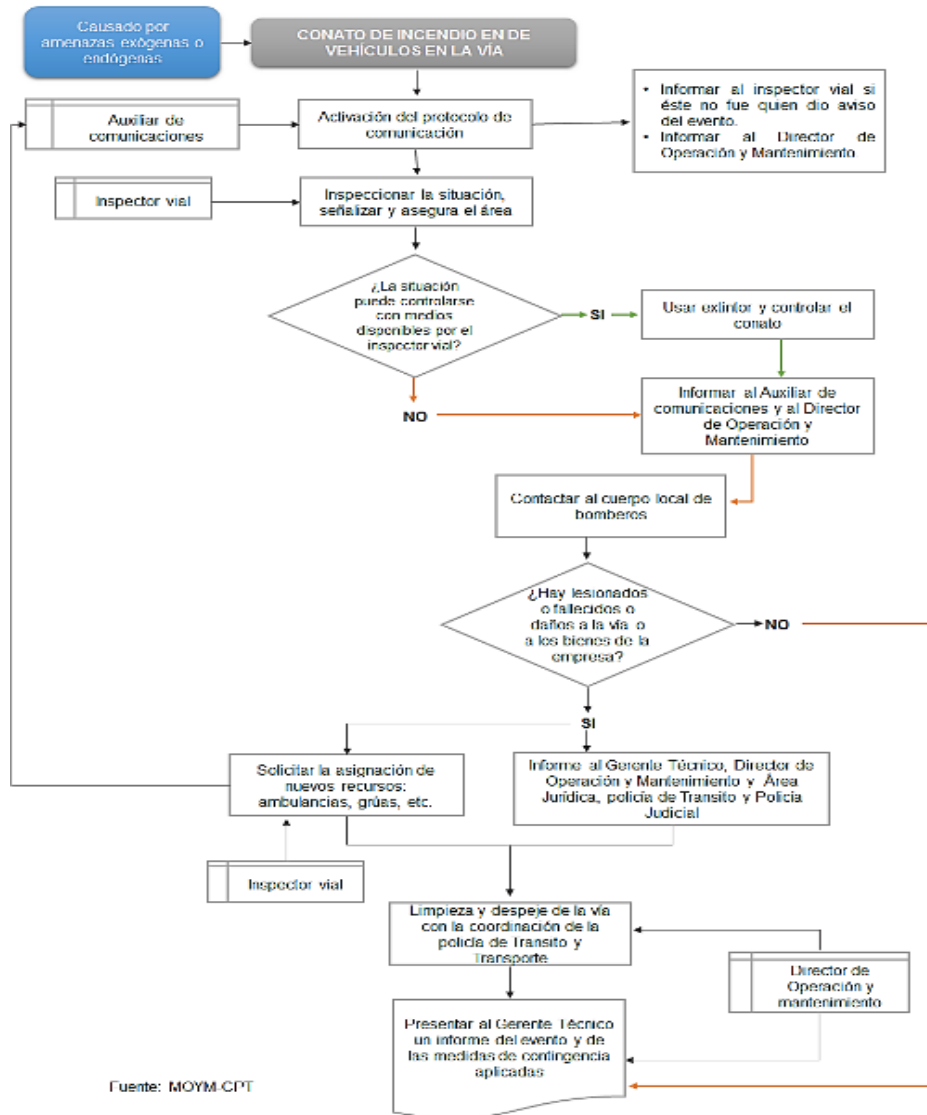 Causado por
amenazas exógenas o
endógenas
CONATO DE INCENDIO EN DE
VEHÍCULOS EN LA VÍA
Auxiliar de
comunicaciones
Activación del protocolo de
comunicación
• Informar al inspector vial si
éste no fue quien dio aviso
del evento.
• Informar al Director de
Operación y Mantenimiento
Inspector vial
Inspeccionar la situación,
señalizar y asegura el área
¿La situación
puede controlarse
con medios
disponibles por el
inspector vial?
SI
Usar extintor y controlar el
conato
NO
Informar al Auxiliar de
comunicaciones y al Director
de Operación y
Mantenimiento
Contactar al cuerpo local de
bomberos
¿Hay lesionados
o fallecidos o
daños a la vía o
a los bienes de la
empresa?
NO
SI
Solicitar la asignación de
nuevos recursos:
ambulancias, grúas, etc.
Informe al Gerente Técnico, Director de
Operación y Mantenimiento y Área
Jurídica, policía de Transito y Policía
Judicial
Inspector vial
Limpieza y despeje de la vía
con la coordinación de la
policía de Transito y
Transporte
Director de
Operación y
mantenimiento
Presentar al Gerente Técnico
un informe del evento y de
las medidas de contingencia
aplicadas
Fuente: MOYM-CPT